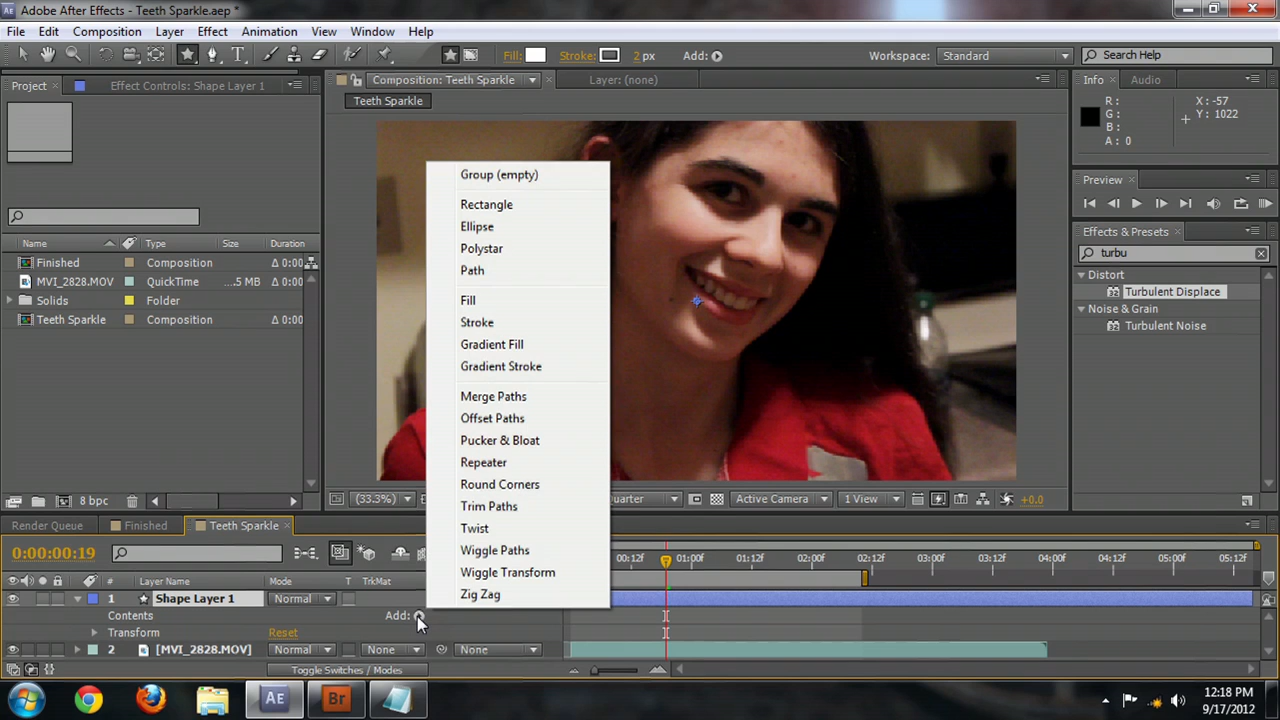 Adobe After Effects - Teeth Sparkle.aep *
File Edit Composition Layer Effect Animation View Window Help
Fill: Stroke: 2 px Add: Workspace: Standard Search Help
Project Effect Controls: Shape Layer 1
Composition: Teeth Sparkle Layer: (none)
Teeth Sparkle
Info Audio
R: X: -57
G: Y: 1022
B:
A: 0
Preview
Effects & Presets
turbu
Distort
Turbulent Displace
Noise & Grain
Turbulent Noise
Name Type Size Duration
Finished Composition Δ 0:00
MVI_2828.MOV QuickTime ....5 MB Δ 0:00
Solids Folder
Teeth Sparkle Composition Δ 0:00
8 bpc
Group (empty)
Rectangle
Ellipse
Polystar
Path
Fill
Stroke
Gradient Fill
Gradient Stroke
Merge Paths
Offset Paths
Pucker & Bloat
Repeater
Round Corners
Trim Paths
Twist
Wiggle Paths
Wiggle Transform
Zig Zag
(33.3%) Quarter Active Camera 1 View +0.0
Render Queue Finished Teeth Sparkle
0:00:00:19
00:12f 01:00f 01:12f 02:00f 02:12f 03:00f 03:12f 04:00f 04:12f 05:00f 05:12f
# Layer Name Mode T TrkMat
1 Shape Layer 1 Normal
Contents Add:
Transform Reset
2 [MVI_2828.MOV] Normal None None
Toggle Switches / Modes
AE Br
12:18 PM
9/17/2012